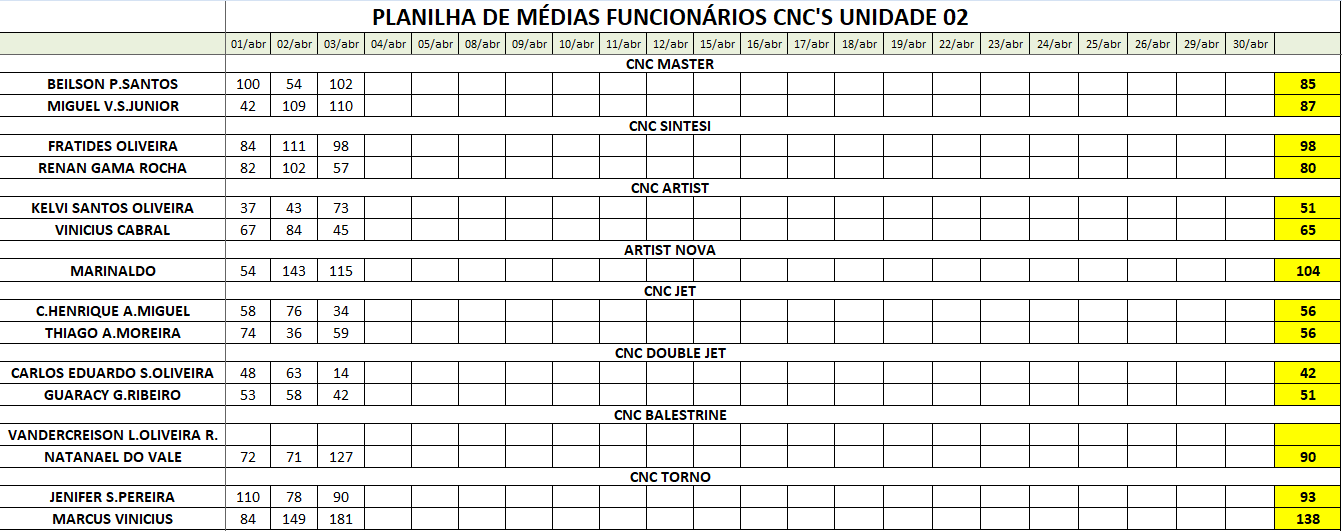 PLANILHA DE MÉDIAS FUNCIONÁRIOS CNC'S UNIDADE 02
01/abr 02/abr 03/abr 04/abr 05/abr 08/abr 09/abr 10/abr 11/abr 12/abr 15/abr 16/abr 17/abr 18/abr 19/abr 22/abr 23/abr 24/abr 25/abr 26/abr 29/abr 30/abr
CNC MASTER
BEILSON P.SANTOS 100 54 102 85
MIGUEL V.S.JUNIOR 42 109 110 87
CNC SINTESI
FRATIDES OLIVEIRA 84 111 98 98
RENAN GAMA ROCHA 82 102 57 80
CNC ARTIST
KELVI SANTOS OLIVEIRA 37 43 73 51
VINICIUS CABRAL 67 84 45 65
ARTIST NOVA
MARINALDO 54 143 115 104
CNC JET
C.HENRIQUE A.MIGUEL 58 76 34 56
THIAGO A.MOREIRA 74 36 59 56
CNC DOUBLE JET
CARLOS EDUARDO S.OLIVEIRA 48 63 14 42
GUARACY G.RIBEIRO 53 58 42 51
CNC BALESTRINE
VANDERCREISON L.OLIVEIRA R.
NATANAEL DO VALE 72 71 127 90
CNC TORNO
JENIFER S.PEREIRA 110 78 90 93
MARCUS VINICIUS 84 149 181 138